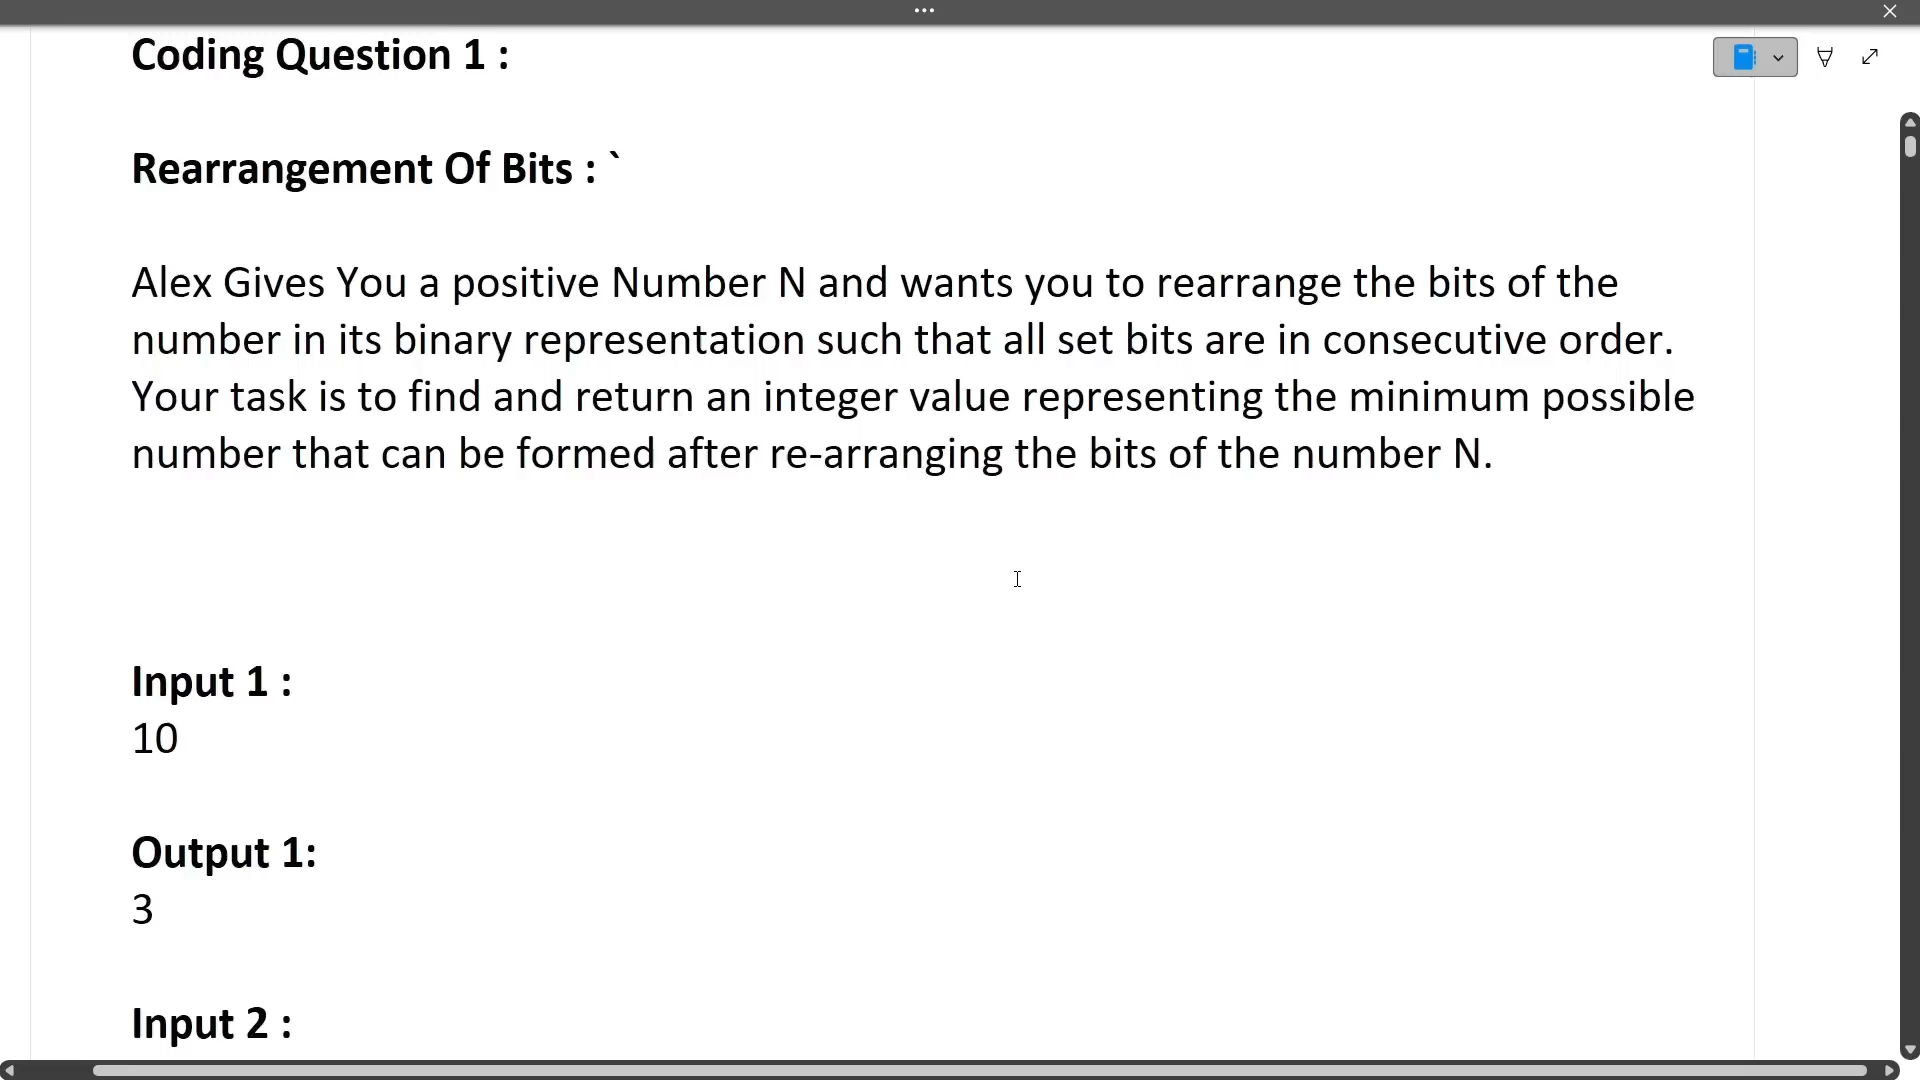 Coding Question 1 :
Rearrangement Of Bits : `
Alex Gives You a positive Number N and wants you to rearrange the bits of the
number in its binary representation such that all set bits are in consecutive order.
Your task is to find and return an integer value representing the minimum possible
number that can be formed after re-arranging the bits of the number N.
Input 1 :
10
Output 1:
3
Input 2 :